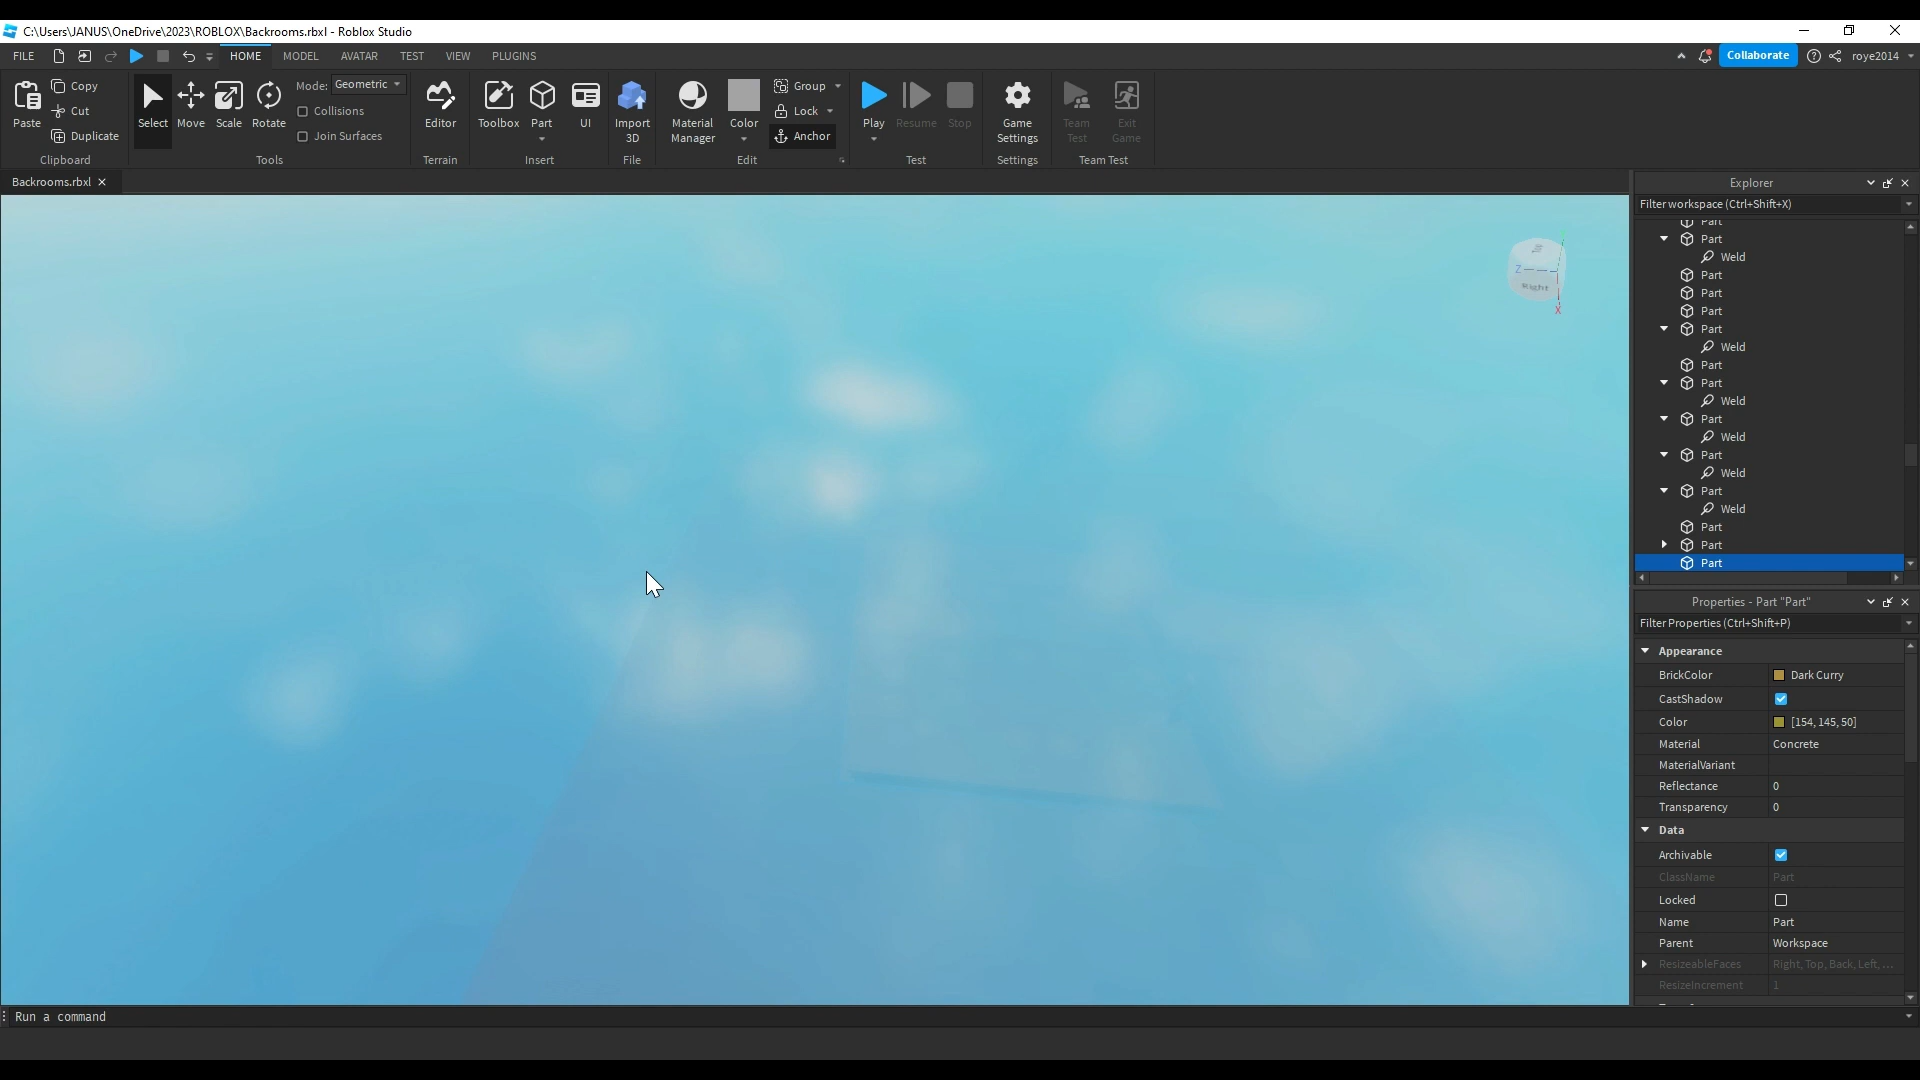 C:\Users\JANUS\OneDrive\2023\ROBLOX\Backrooms.rbxl - Roblox Studio
FILE HOME MODEL AVATAR TEST VIEW PLUGINS Collaborate roye2014
Paste Copy Cut Duplicate Clipboard
Select Move Scale Rotate Mode: Geometric Collisions Join Surfaces Tools
Editor Terrain
Toolbox Part UI Insert
Import 3D File
Material Manager Color Group Lock Anchor Edit
Play Resume Stop Test
Game Settings Settings
Team Test Exit Game Team Test
Backrooms.rbxl
Right
Z
X
Explorer
Filter workspace (Ctrl+Shift+X)
Part
Part
Weld
Part
Part
Part
Part
Weld
Part
Part
Weld
Part
Weld
Part
Weld
Part
Weld
Part
Part
Part
Properties - Part "Part"
Filter Properties (Ctrl+Shift+P)
Appearance
BrickColor Dark Curry
CastShadow
Color [154, 145, 50]
Material Concrete
MaterialVariant
Reflectance 0
Transparency 0
Data
Archivable
ClassName Part
Locked
Name Part
Parent Workspace
ResizeableFaces Right, Top, Back, Left, ...
ResizeIncrement 1
Run a command